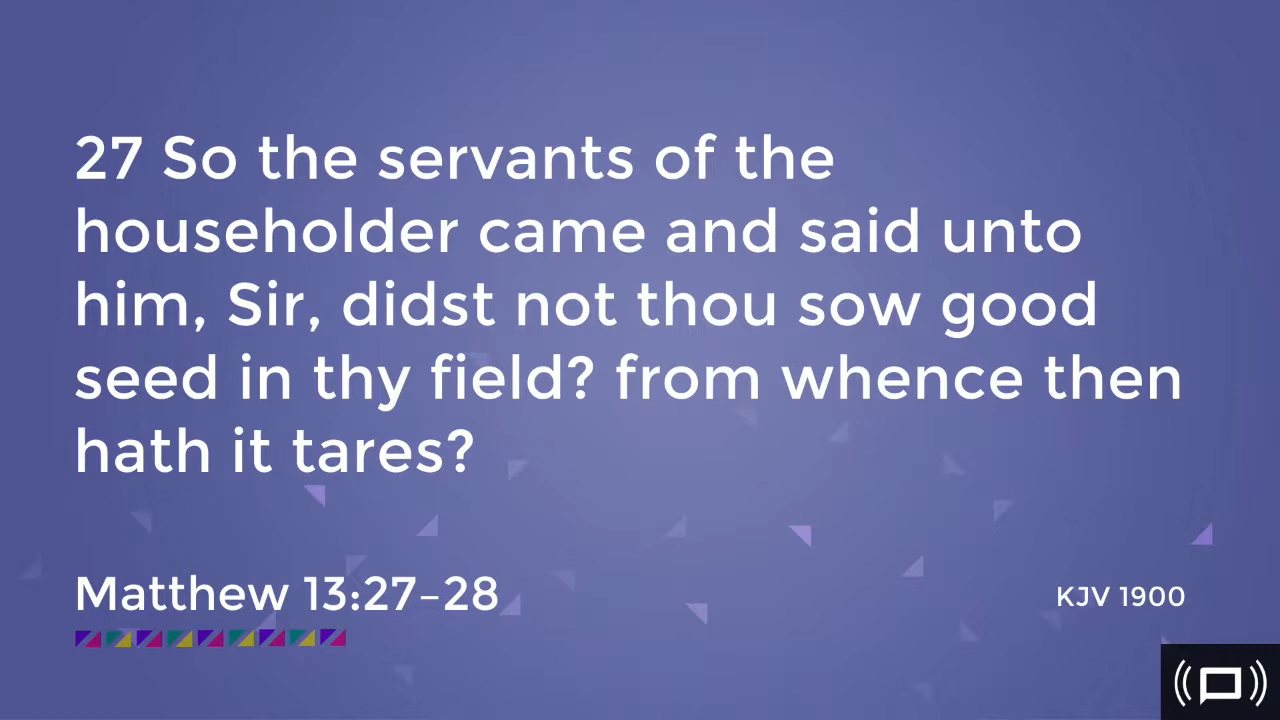 27 So the servants of the
householder came and said unto
him, Sir, didst not thou sow good
seed in thy field? from whence then
hath it tares?
Matthew 13:27–28
KJV 1900